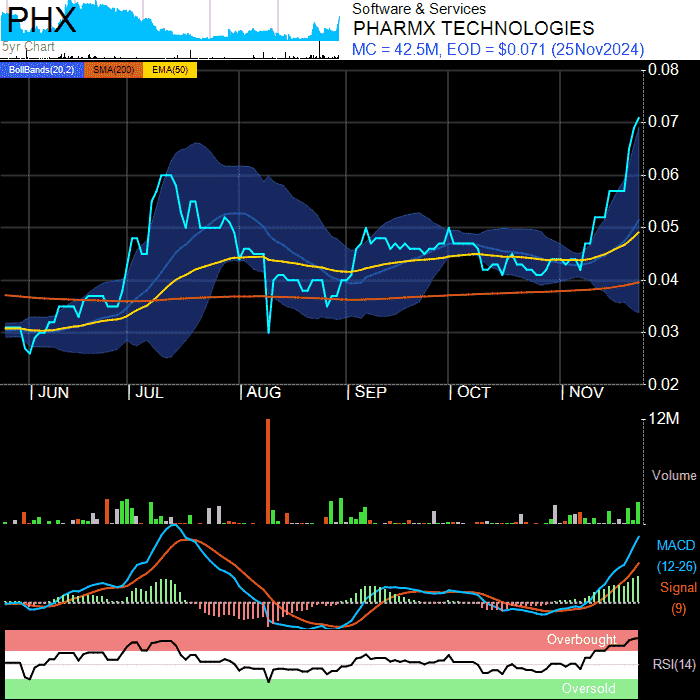 PHX
5yr Chart
Software & Services
PHARMX TECHNOLOGIES
MC = 42.5M, EOD = $0.071 (25Nov2024)
BollBands(20,2) SMA(200) EMA(50)
0.08
0.07
0.06
0.05
0.04
0.03
0.02
| JUN | JUL | AUG | SEP | OCT | NOV
12M
Volume
MACD
(12-26)
Signal
(9)
Overbought
RSI(14)
Oversold